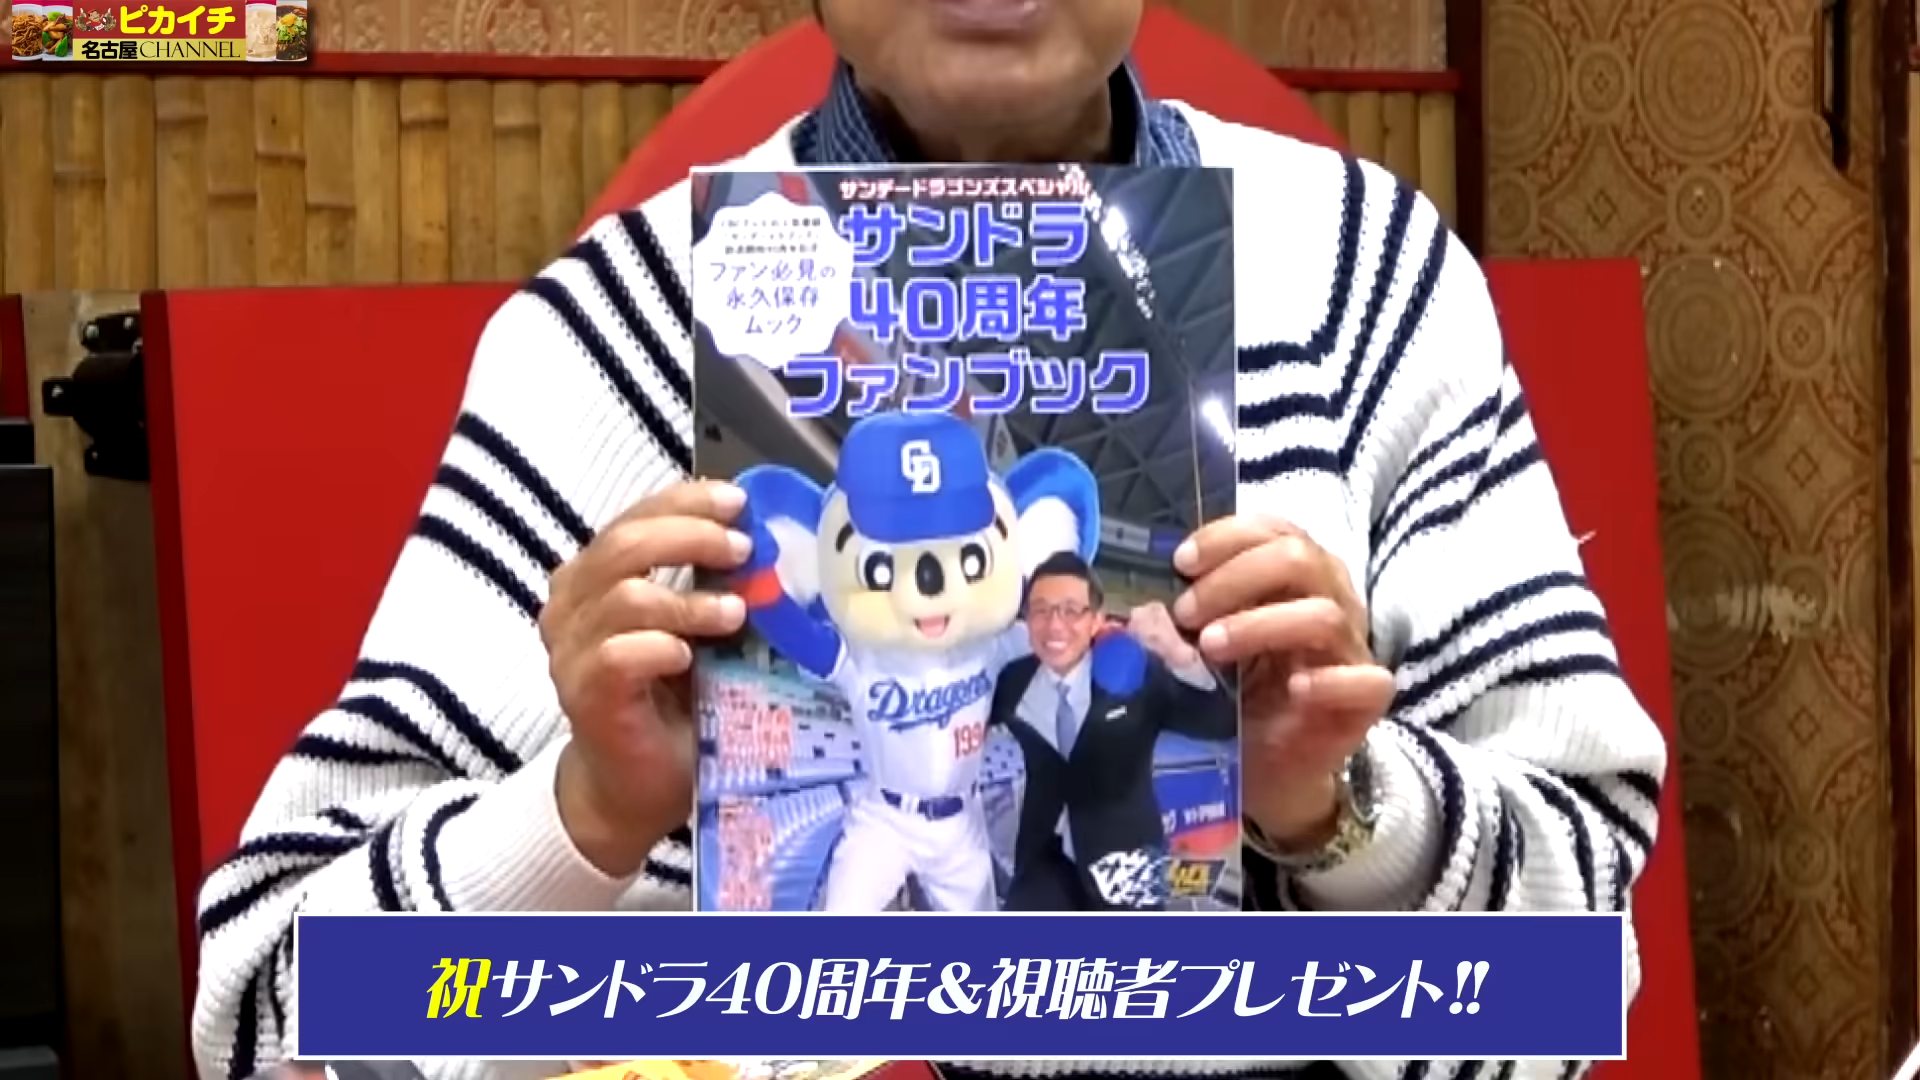 ピカイチ
名古屋CHANNEL
サンデードラゴンズスペシャル
サンドラ
40周年
ファンブック
ファン必見の
永久保存
ムック
CD
Dragons
199
祝サンドラ40周年&視聴者プレゼント!!